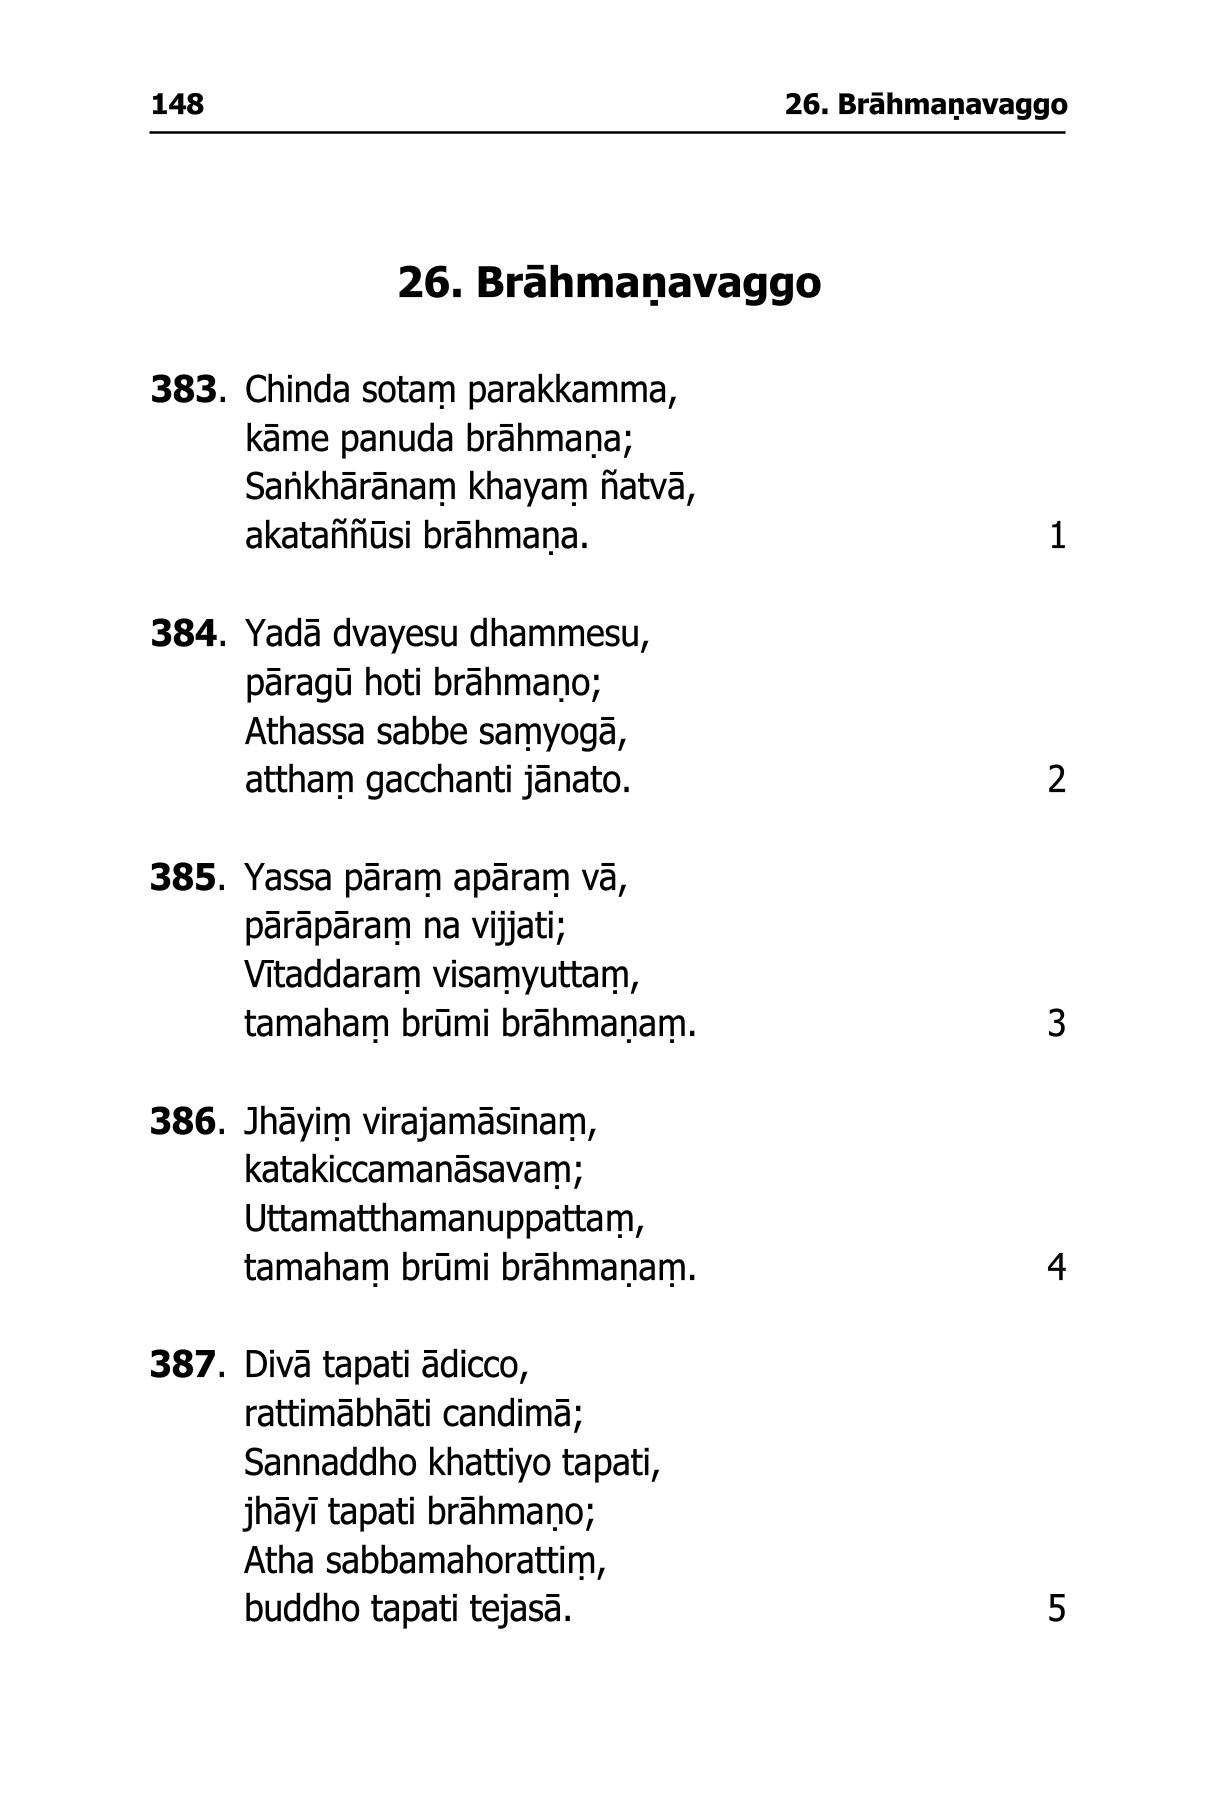 148 26. Brāhmaṇavaggo
26. Brāhmaṇavaggo
383. Chinda sotaṃ parakkamma,
kāme panuda brāhmaṇa;
Saṅkhārānaṃ khayaṃ ñatvā,
akataññūsi brāhmaṇa. 1
384. Yadā dvayesu dhammesu,
pāragū hoti brāhmaṇo;
Athassa sabbe saṃyogā,
atthaṃ gacchanti jānato. 2
385. Yassa pāraṃ apāraṃ vā,
pārāpāraṃ na vijjati;
Vītaddaraṃ visaṃyuttaṃ,
tamahaṃ brūmi brāhmaṇaṃ. 3
386. Jhāyiṃ virajamāsīnaṃ,
katakiccamanāsavaṃ;
Uttamatthamanuppattaṃ,
tamahaṃ brūmi brāhmaṇaṃ. 4
387. Divā tapati ādicco,
rattimābhāti candimā;
Sannaddho khattiyo tapati,
jhāyī tapati brāhmaṇo;
Atha sabbamahorattiṃ,
buddho tapati tejasā. 5